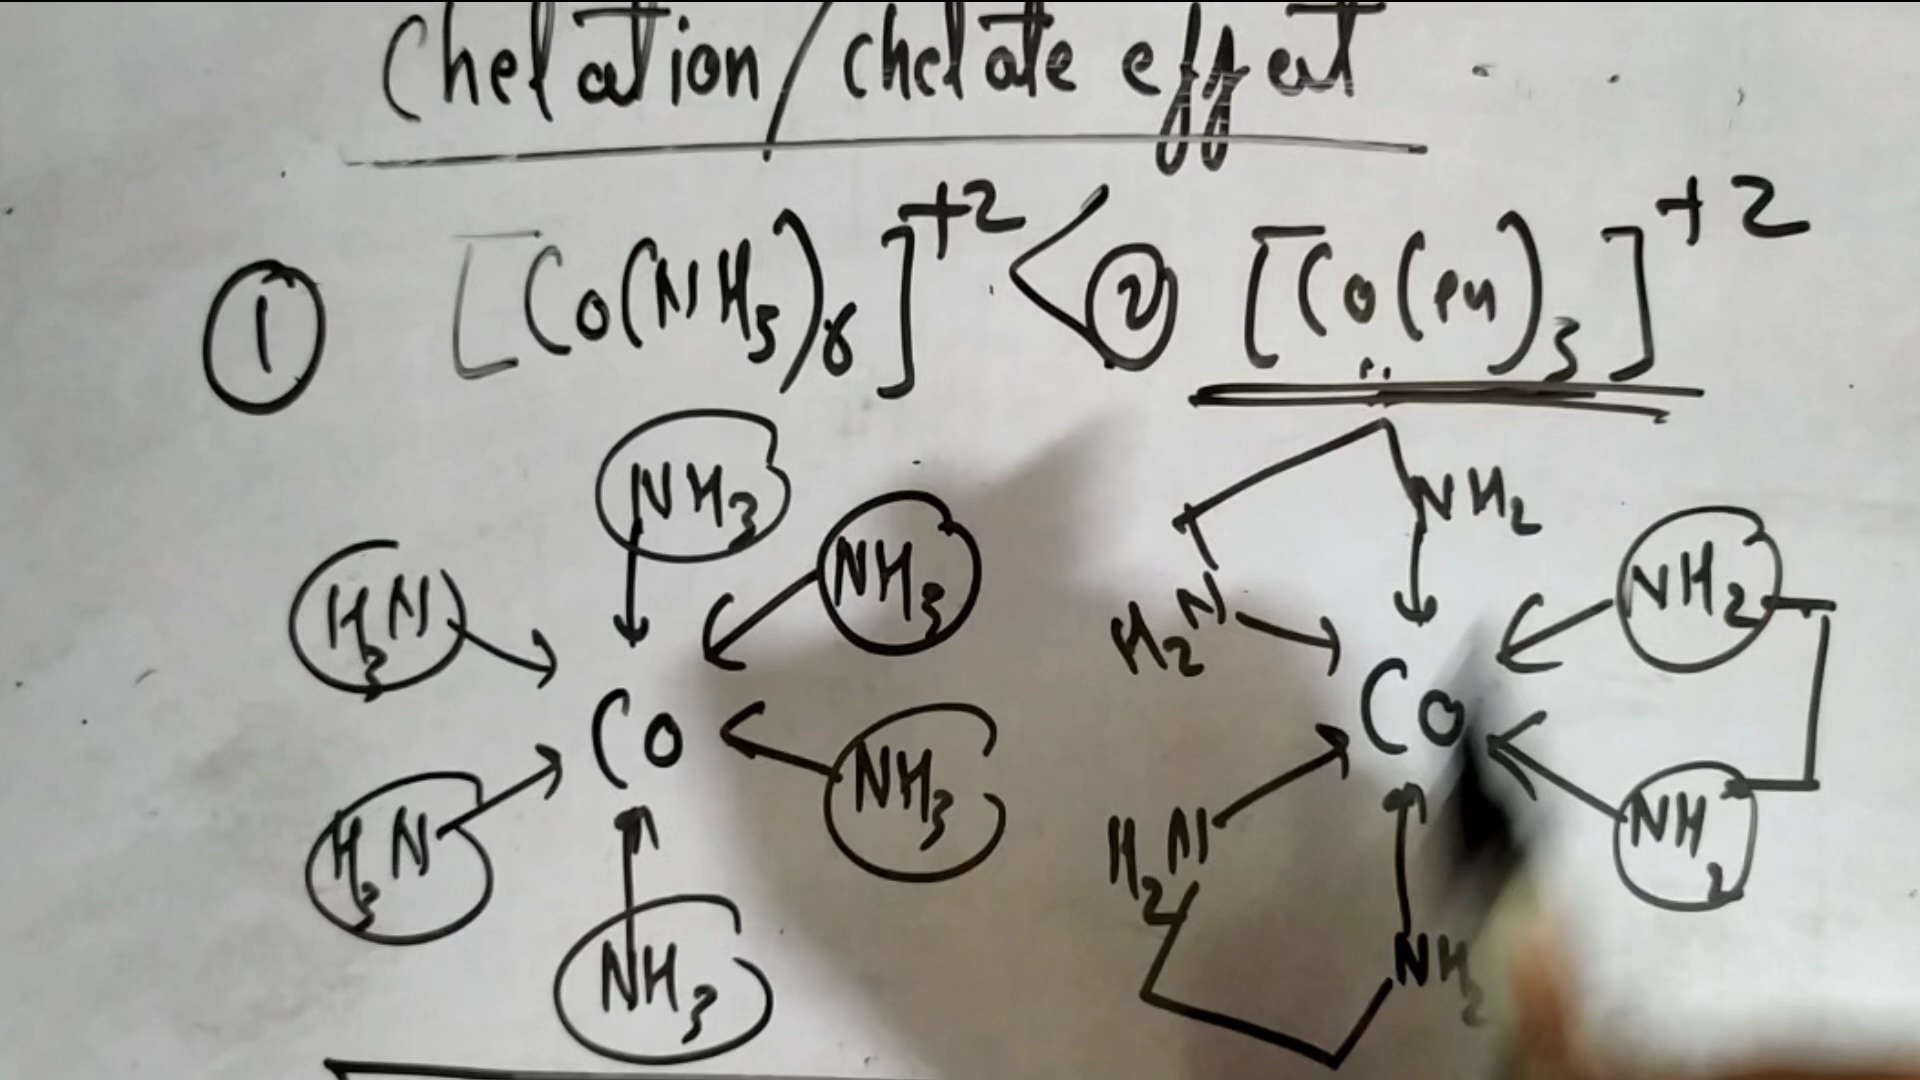 Chelation/chelate effect
① [Co(NH3)6]+2 < ② [Co(en)3]+2
NH3
NH3
H3N
Co
NH3
H3N
NH3
NH2
NH2
H2N
Co
H2N
NH2
NH2